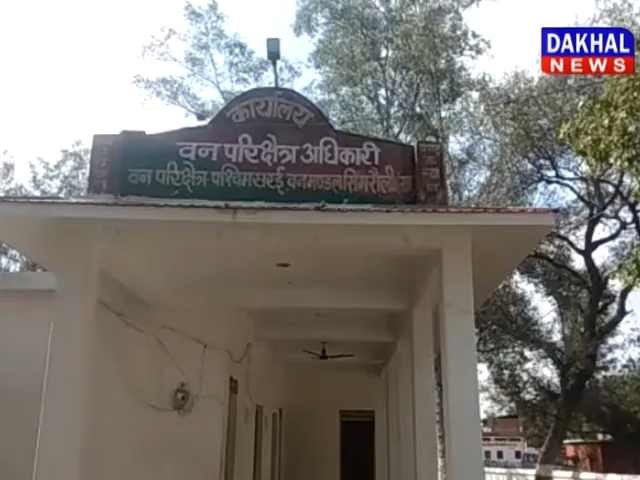 DAKHAL
NEWS
कार्यालय
वन परिक्षेत्र अधिकारी
वन परिक्षेत्र पश्चिम सरई वनमण्डल सिंगरौली